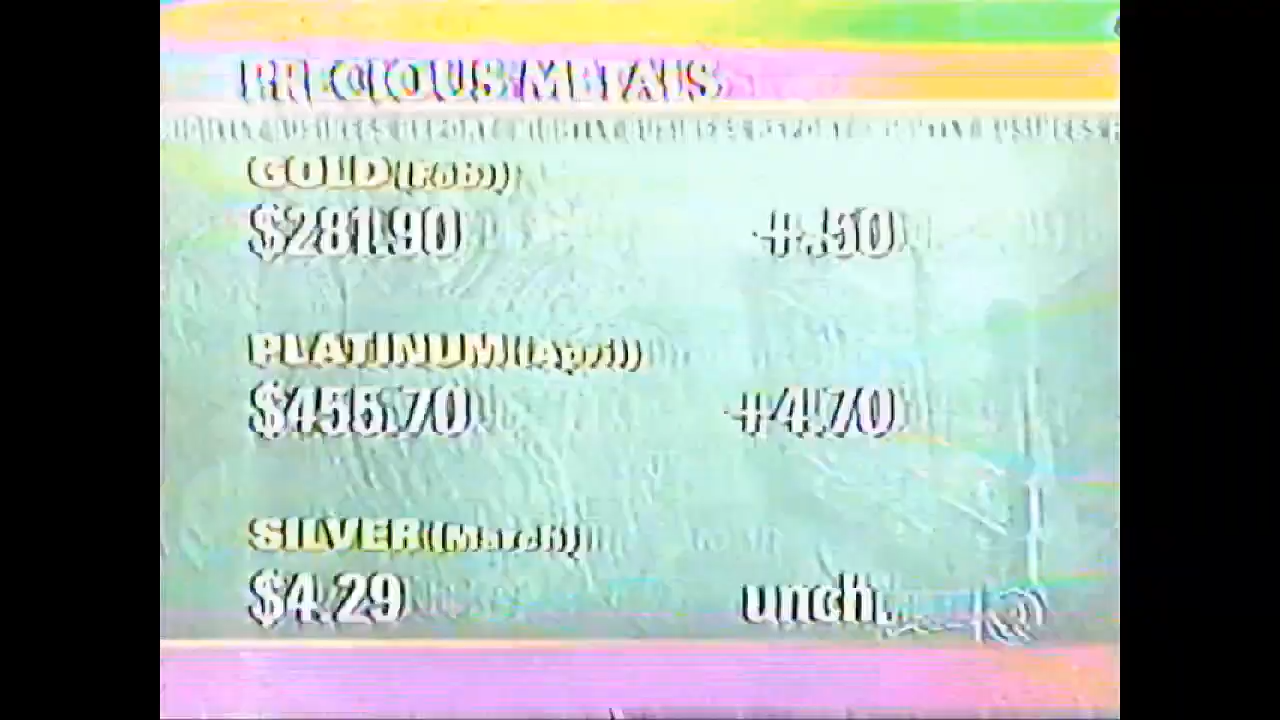 PRECIOUS METALS
GOLD (Feb)
$281.90 +.50
PLATINUM (April)
$455.70 +4.70
SILVER (March)
$4.29 unch.